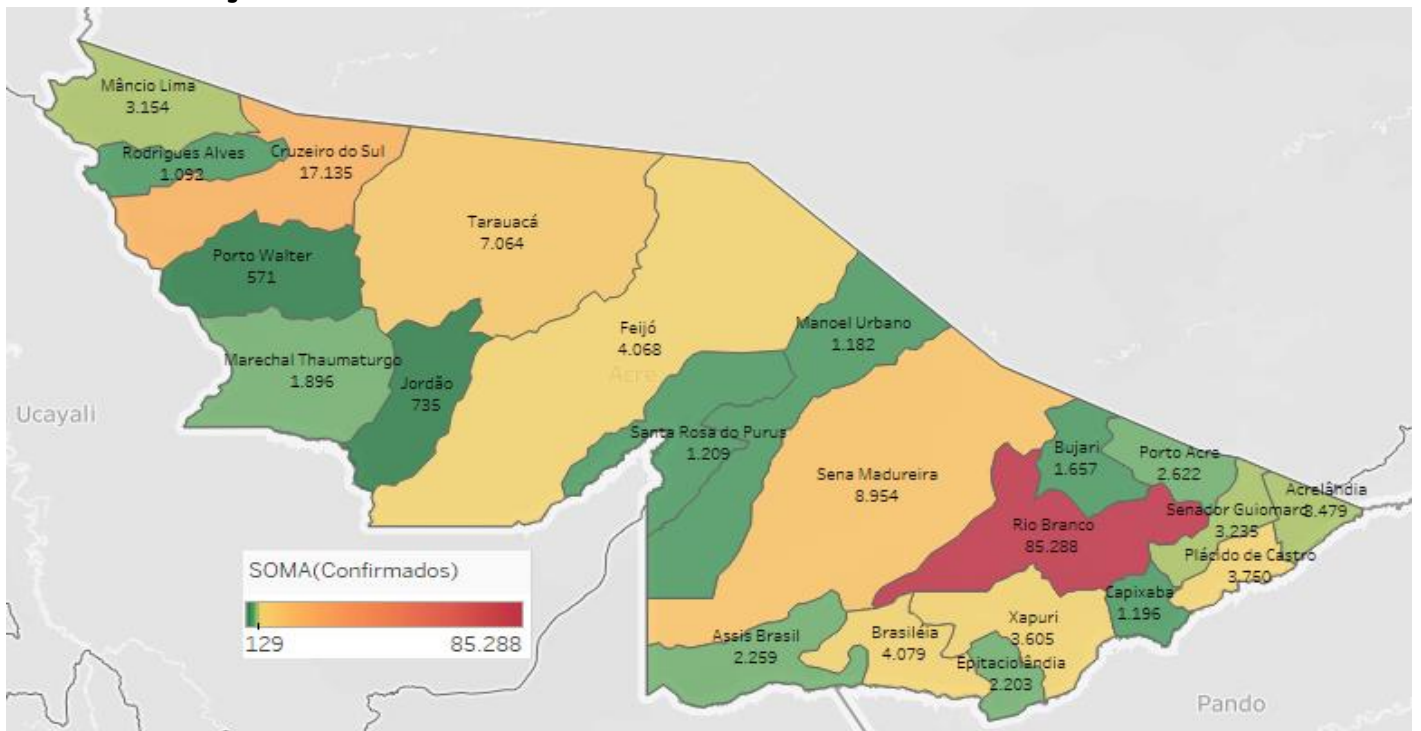 Mâncio Lima
3.154
Rodrigues Alves
1.092
Cruzeiro do Sul
17.135
Tarauacá
7.064
Porto Walter
571
Feijó
4.068
Acre
Manoel Urbano
1.182
Marechal Thaumaturgo
1.896
Jordão
735
Ucayali
Santa Rosa do Purus
1.209
Sena Madureira
8.954
Bujari
1.657
Porto Acre
2.622
Acrelândia
3.479
Senador Guiomard
3.235
Rio Branco
85.288
Plácido de Castro
3.750
Capixaba
1.196
SOMA(Confirmados)
129
85.288
Assis Brasil
2.259
Brasiléia
4.079
Xapuri
3.605
Epitaciolândia
2.203
Pando